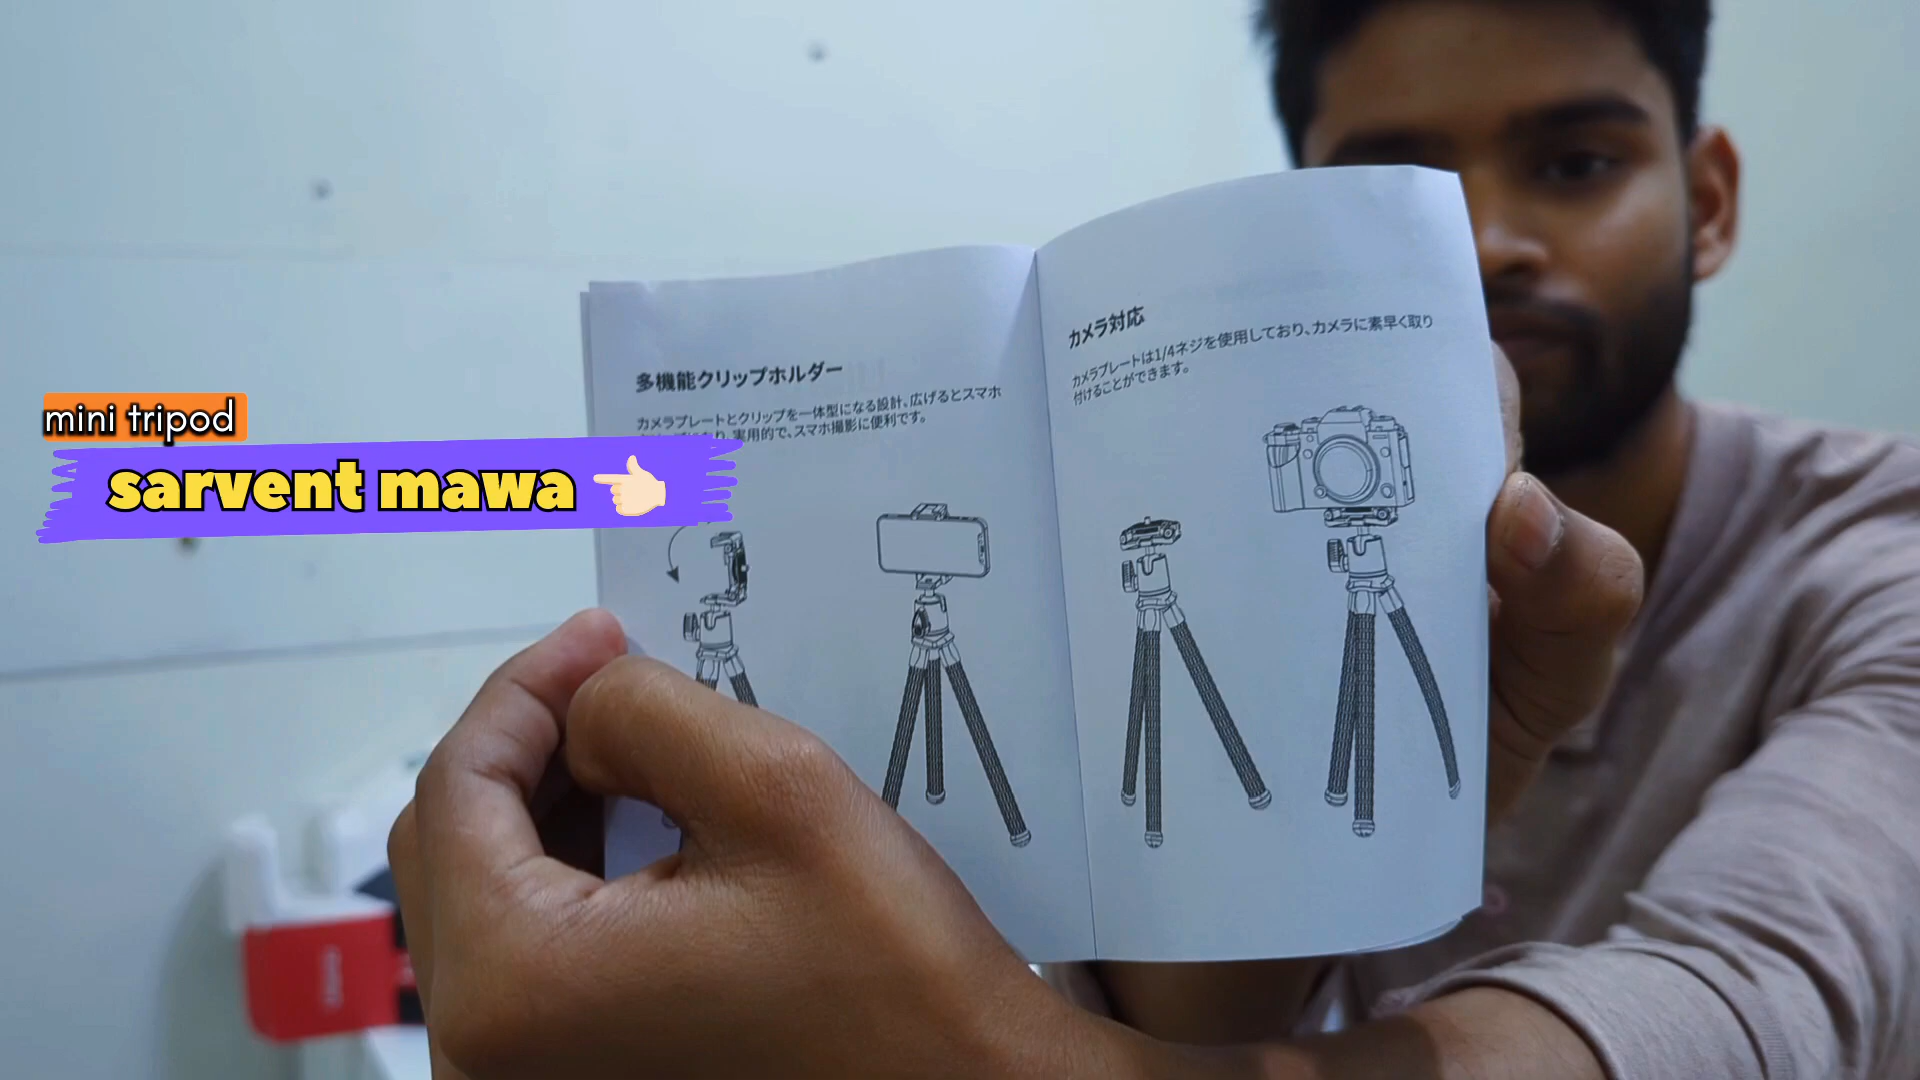 mini tripod
sarvent mawa 👈🏻
多機能クリップホルダー
カメラプレートとクリップを一体型になる設計、広げるとスマホ
実用的で、スマホ撮影に便利です。
カメラ対応
カメラプレートは1/4ネジを使用しており、カメラに素早く取り
付けることができます。